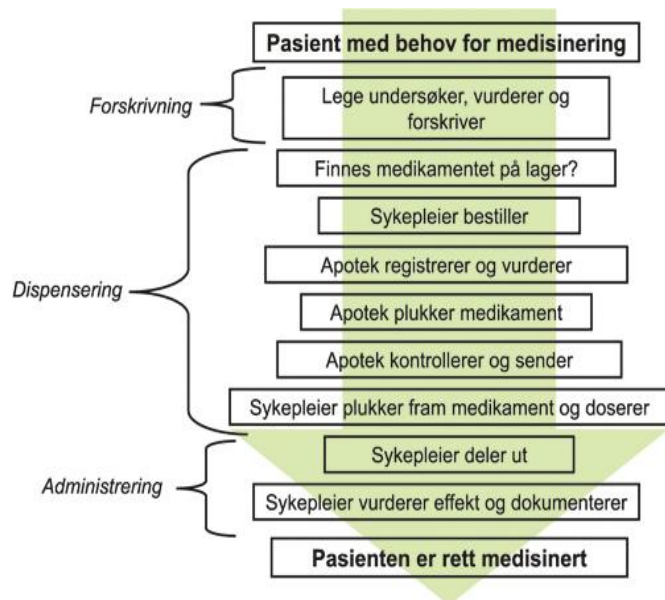 Pasient med behov for medisinering
Forskrivning
Lege undersøker, vurderer og
forskriver
Finnes medikamentet på lager?
Sykepleier bestiller
Apotek registrerer og vurderer
Dispensering
Apotek plukker medikament
Apotek kontrollerer og sender
Sykepleier plukker fram medikament og doserer
Sykepleier deler ut
Administrering
Sykepleier vurderer effekt og dokumenterer
Pasienten er rett medisinert